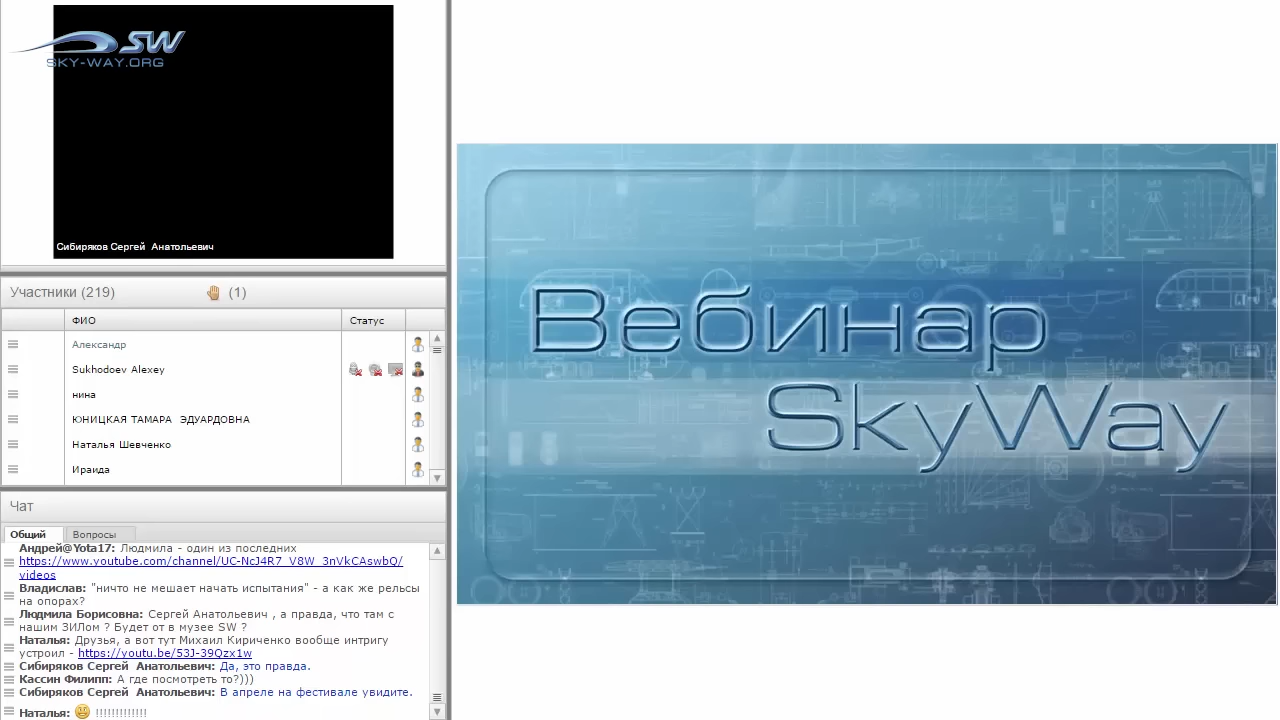 SW
SKY-WAY.ORG
Сибиряков Сергей Анатольевич
Участники (219) (1)
ФИО Статус
Александр
Sukhodoev Alexey
нина
ЮНИЦКАЯ ТАМАРА ЭДУАРДОВНА
Наталья Шевченко
Ираида
Чат
Общий Вопросы
Андрей@Yota17: Людмила - один из последних
https://www.youtube.com/channel/UC-NcJ4R7_V8W_3nVkCAswbQ/
videos
Владислав: "ничто не мешает начать испытания" - а как же рельсы
на опорах?
Людмила Борисовна: Сергей Анатольевич , а правда, что там с
нашим ЗИЛом ? Будет от в музее SW ?
Наталья: Друзья, а вот тут Михаил Кириченко вообще интригу
устроил - https://youtu.be/53J-39Qzx1w
Сибиряков Сергей Анатольевич: Да, это правда.
Кассин Филипп: А где посмотреть то?)))
Сибиряков Сергей Анатольевич: В апреле на фестивале увидите.
Наталья: !!!!!!!!!!!!!
Вебинар
SkyWay